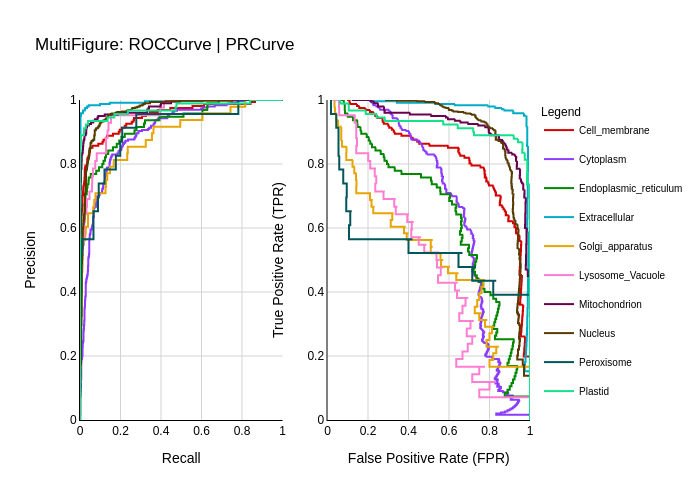 MultiFigure: ROCCurve | PRCurve
Precision
1
0.8
0.6
0.4
0.2
0
0 0.2 0.4 0.6 0.8 1
Recall
True Positive Rate (TPR)
1
0.8
0.6
0.4
0.2
0
0 0.2 0.4 0.6 0.8 1
False Positive Rate (FPR)
Legend
Cell_membrane
Cytoplasm
Endoplasmic_reticulum
Extracellular
Golgi_apparatus
Lysosome_Vacuole
Mitochondrion
Nucleus
Peroxisome
Plastid